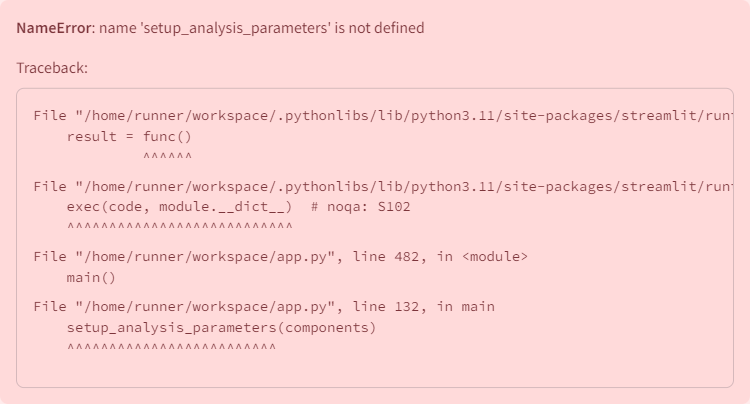 NameError: name 'setup_analysis_parameters' is not defined
Traceback:
File "/home/runner/workspace/.pythonlibs/lib/python3.11/site-packages/streamlit/run
result = func()
^^^^^^
File "/home/runner/workspace/.pythonlibs/lib/python3.11/site-packages/streamlit/run
exec(code, module.__dict__)  # noqa: S102
^^^^^^^^^^^^^^^^^^^^^^^^^^^
File "/home/runner/workspace/app.py", line 482, in <module>
main()
File "/home/runner/workspace/app.py", line 132, in main
setup_analysis_parameters(components)
^^^^^^^^^^^^^^^^^^^^^^^^^